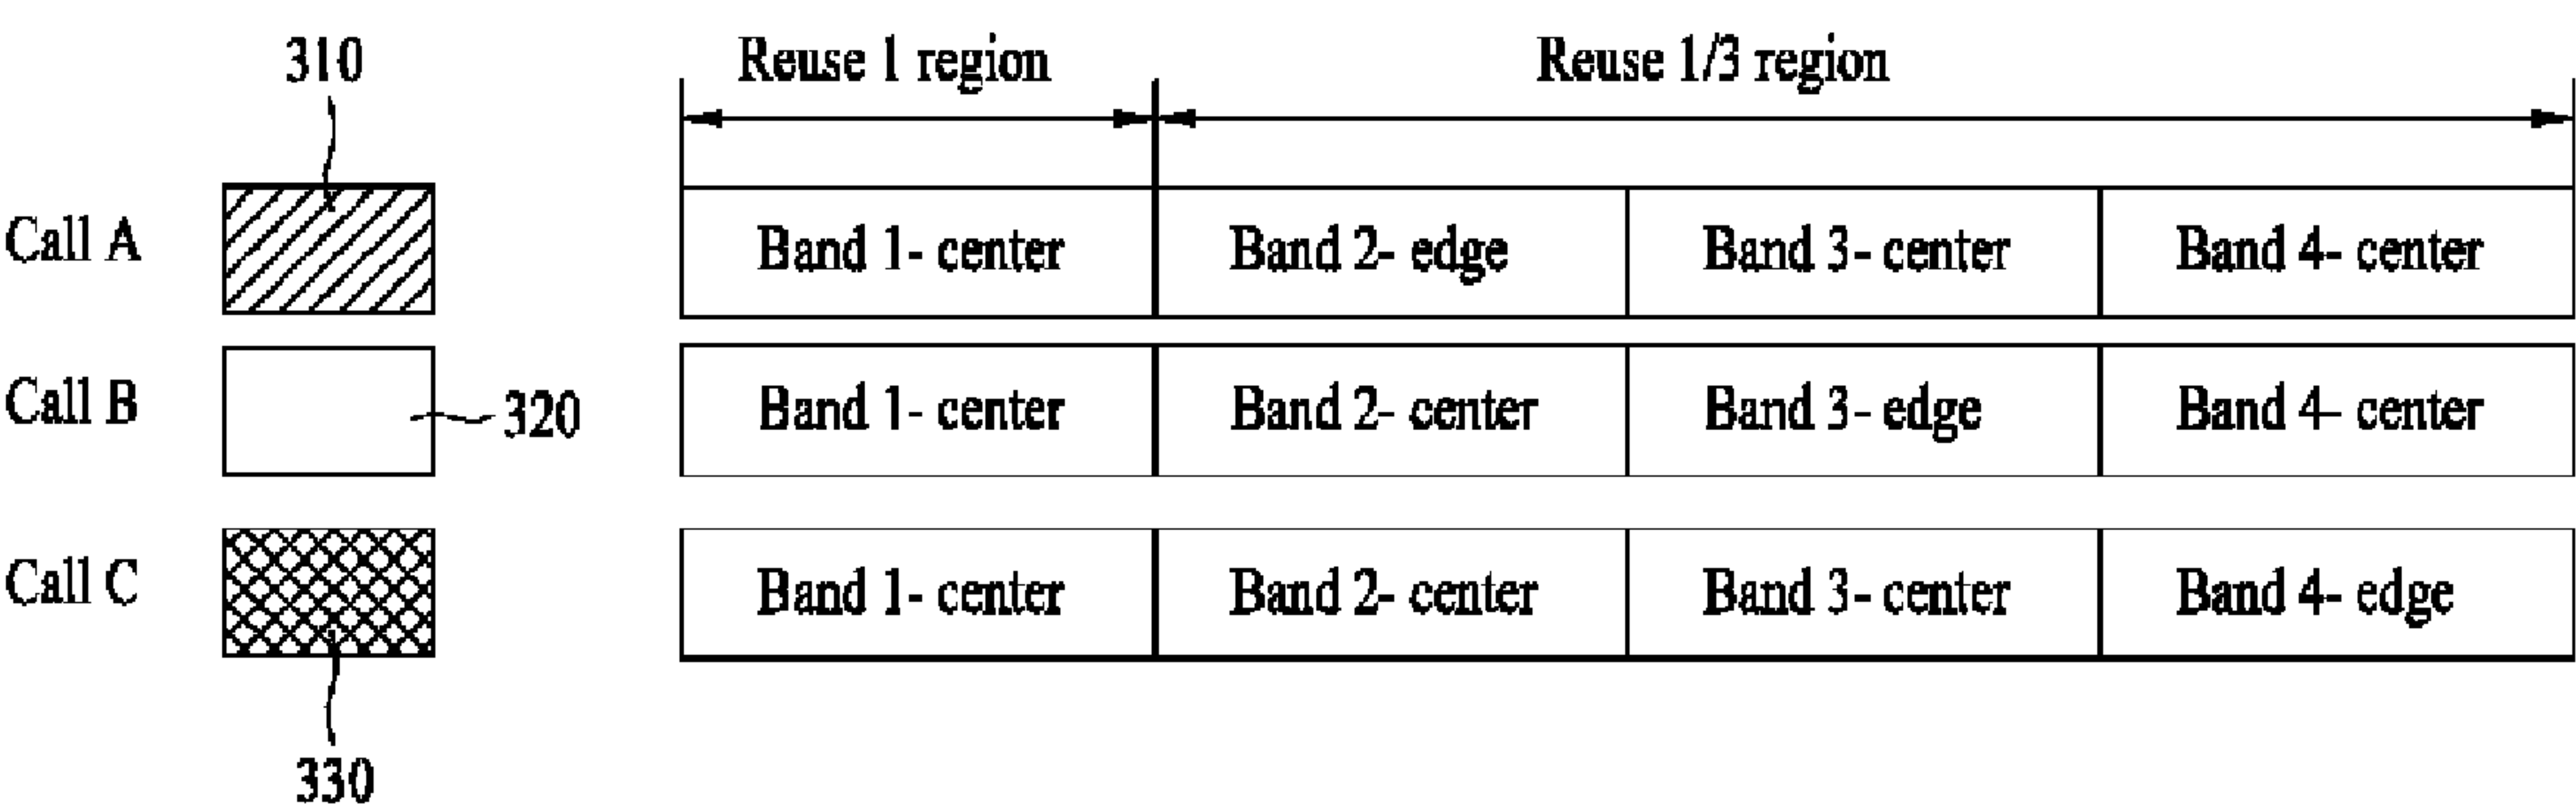 310 Reuse 1 region Reuse 1/3 region
Call A Band 1- center Band 2- edge Band 3- center Band 4- center
Call B 320 Band 1- center Band 2- center Band 3- edge Band 4- center
Call C Band 1- center Band 2- center Band 3- center Band 4- edge
330